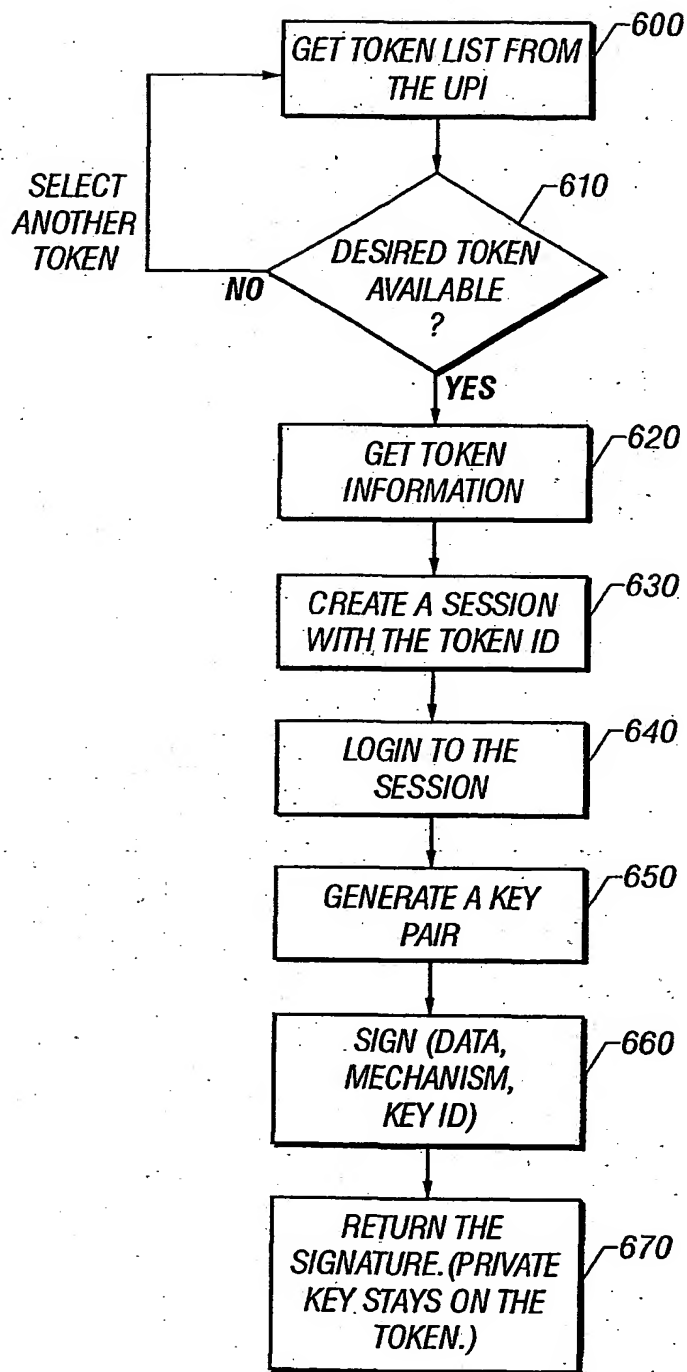 600
GET TOKEN LIST FROM
THE UPI
SELECT
ANOTHER
TOKEN
610
DESIRED TOKEN
AVAILABLE
?
NO
YES
620
GET TOKEN
INFORMATION
630
CREATE A SESSION
WITH THE TOKEN ID
640
LOGIN TO THE
SESSION
650
GENERATE A KEY
PAIR
660
SIGN (DATA,
MECHANISM,
KEY ID)
670
RETURN THE
SIGNATURE.(PRIVATE
KEY STAYS ON THE
TOKEN.)